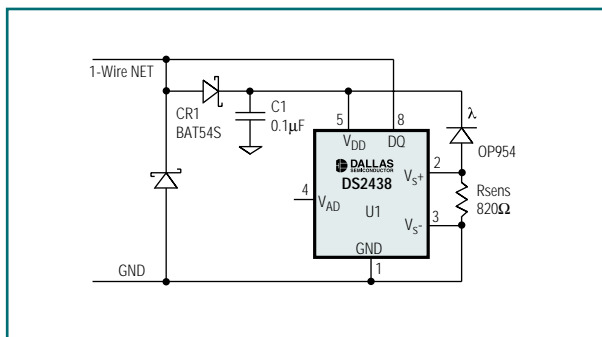 1-Wire NET
CR1
BAT54S
C1
0.1µF
5
8
VDD
DQ
DALLAS
SEMICONDUCTOR
DS2438
4
VAD
U1
VS+
2
VS-
3
GND
1
λ
OP954
Rsens
820Ω
GND